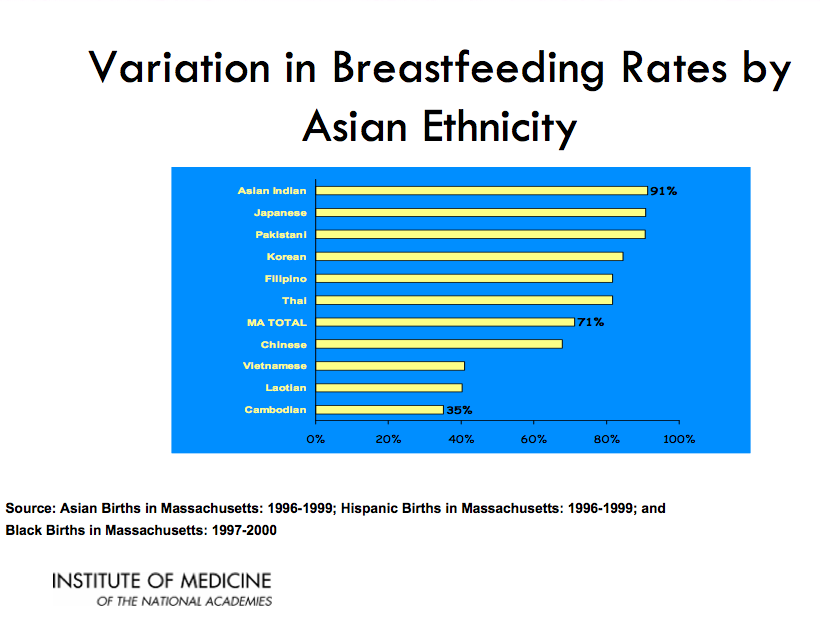 Variation in Breastfeeding Rates by
Asian Ethnicity
Asian Indian 91%
Japanese
Pakistani
Korean
Filipino
Thai
MA TOTAL 71%
Chinese
Vietnamese
Laotian
Cambodian 35%
0% 20% 40% 60% 80% 100%
Source: Asian Births in Massachusetts: 1996-1999; Hispanic Births in Massachusetts: 1996-1999; and
Black Births in Massachusetts: 1997-2000
INSTITUTE OF MEDICINE
OF THE NATIONAL ACADEMIES